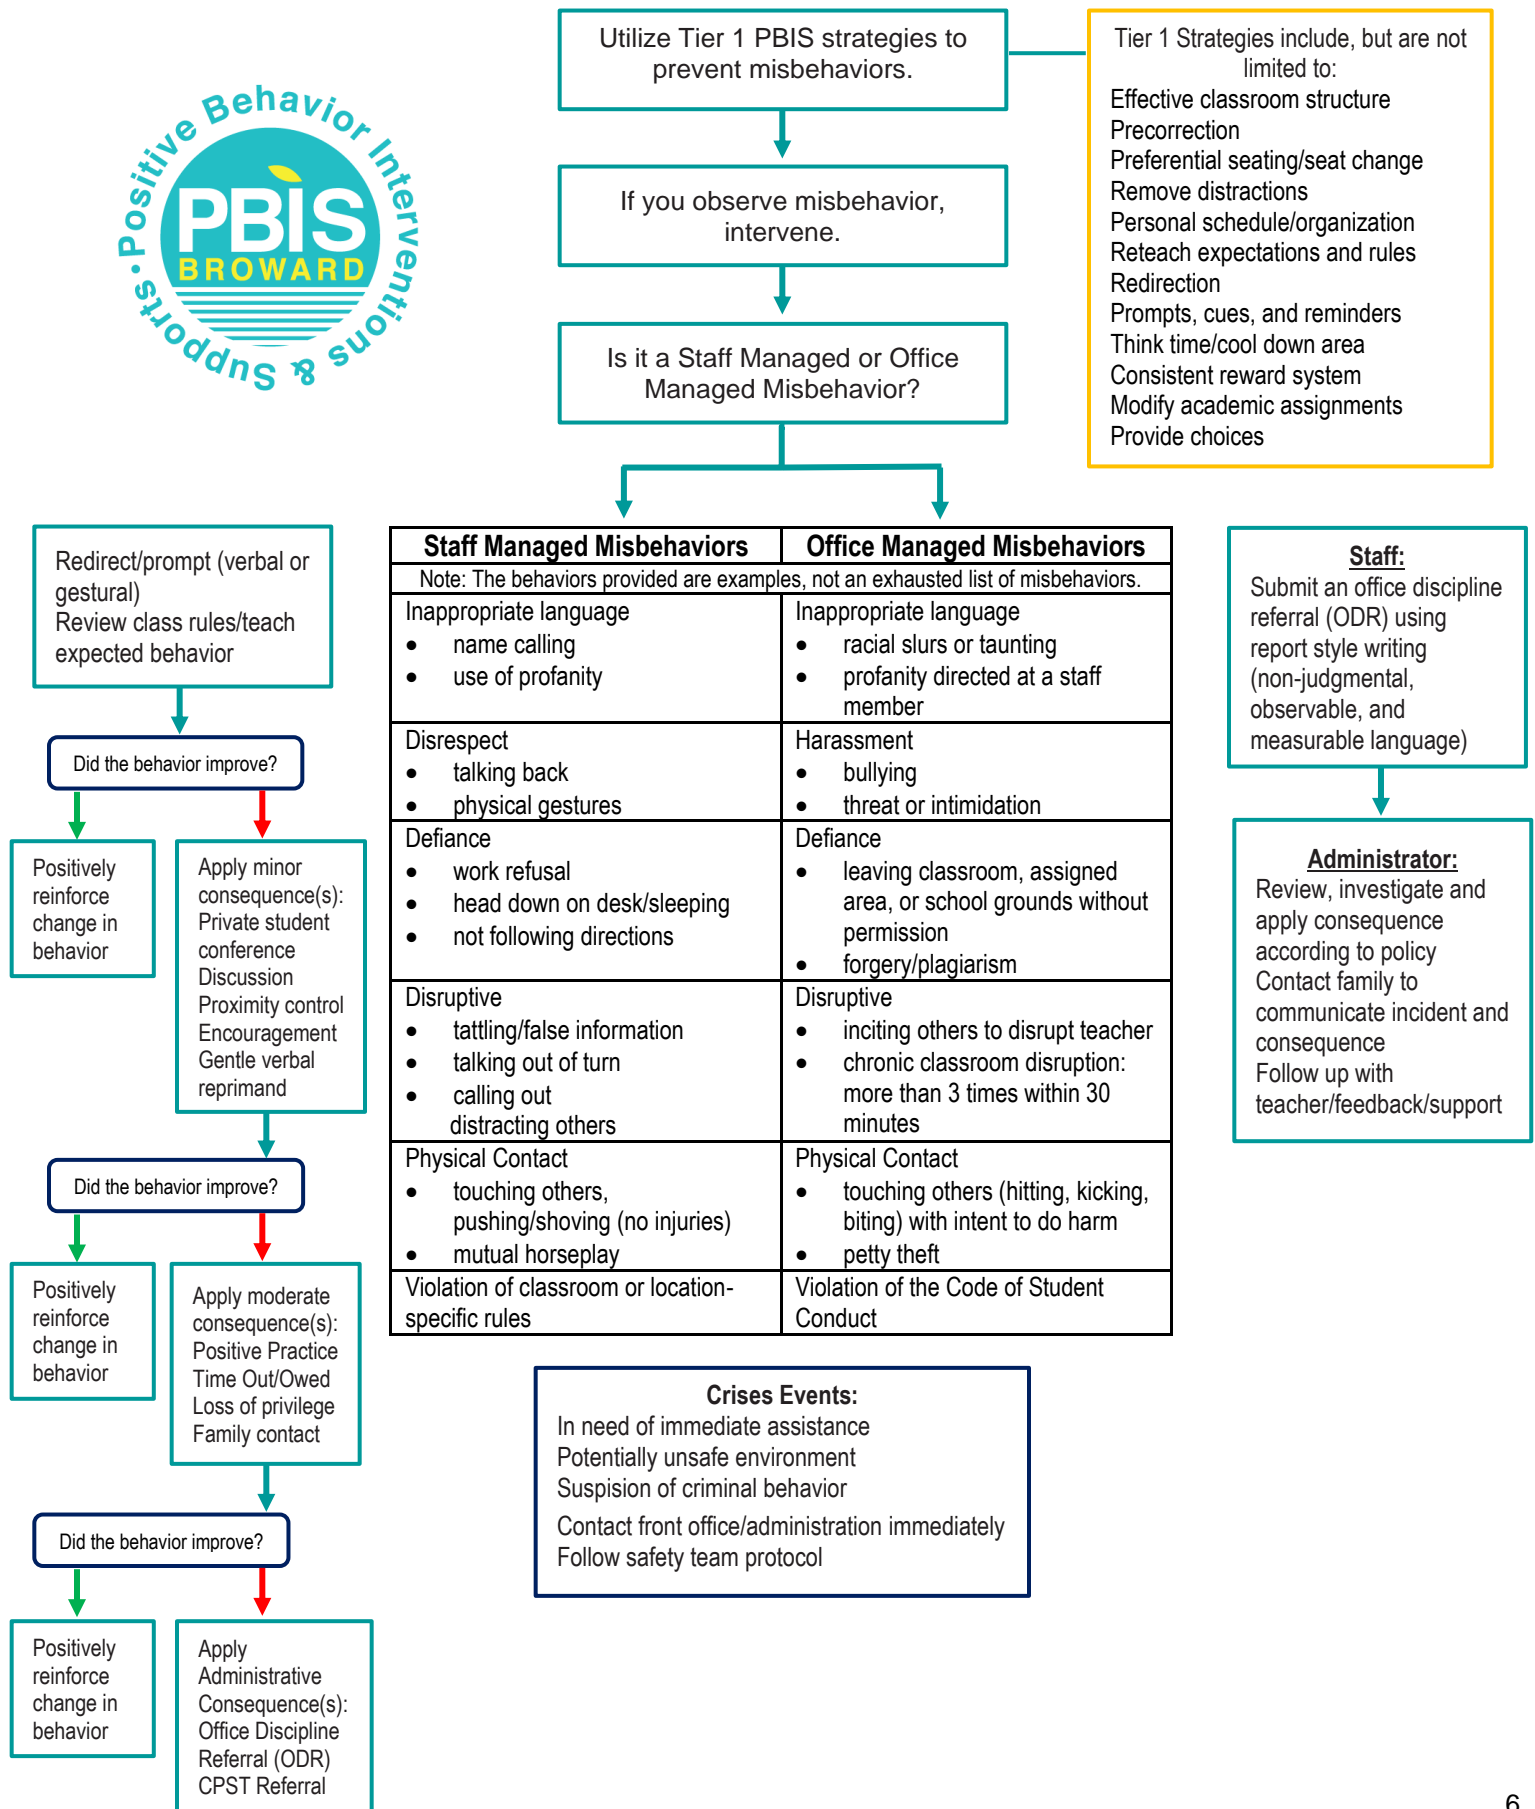 Utilize Tier 1 PBIS strategies to
prevent misbehaviors.
Tier 1 Strategies include, but are not
limited to:
Effective classroom structure
Precorrection
Preferential seating/seat change
Remove distractions
Personal schedule/organization
Reteach expectations and rules
Redirection
Prompts, cues, and reminders
Think time/cool down area
Consistent reward system
Modify academic assignments
Provide choices
Positive Behavior Interventions & Supports •
PBIS
BROWARD
If you observe misbehavior,
intervene.
Is it a Staff Managed or Office
Managed Misbehavior?
Redirect/prompt (verbal or
gestural)
Review class rules/teach
expected behavior
Did the behavior improve?
Positively
reinforce
change in
behavior
Apply minor
consequence(s):
Private student
conference
Discussion
Proximity control
Encouragement
Gentle verbal
reprimand
Did the behavior improve?
Positively
reinforce
change in
behavior
Apply moderate
consequence(s):
Positive Practice
Time Out/Owed
Loss of privilege
Family contact
Did the behavior improve?
Positively
reinforce
change in
behavior
Apply
Administrative
Consequence(s):
Office Discipline
Referral (ODR)
CPST Referral
Staff Managed Misbehaviors
Office Managed Misbehaviors
Note: The behaviors provided are examples, not an exhausted list of misbehaviors.
Inappropriate language
• name calling
• use of profanity
Inappropriate language
• racial slurs or taunting
• profanity directed at a staff
member
Disrespect
• talking back
• physical gestures
Harassment
• bullying
• threat or intimidation
Defiance
• work refusal
• head down on desk/sleeping
• not following directions
Defiance
• leaving classroom, assigned
area, or school grounds without
permission
• forgery/plagiarism
Disruptive
• tattling/false information
• talking out of turn
• calling out
distracting others
Disruptive
• inciting others to disrupt teacher
• chronic classroom disruption:
more than 3 times within 30
minutes
Physical Contact
• touching others,
pushing/shoving (no injuries)
• mutual horseplay
Physical Contact
• touching others (hitting, kicking,
biting) with intent to do harm
• petty theft
Violation of classroom or location-
specific rules
Violation of the Code of Student
Conduct
Staff:
Submit an office discipline
referral (ODR) using
report style writing
(non-judgmental,
observable, and
measurable language)
Administrator:
Review, investigate and
apply consequence
according to policy
Contact family to
communicate incident and
consequence
Follow up with
teacher/feedback/support
Crises Events:
In need of immediate assistance
Potentially unsafe environment
Suspision of criminal behavior
Contact front office/administration immediately
Follow safety team protocol
6